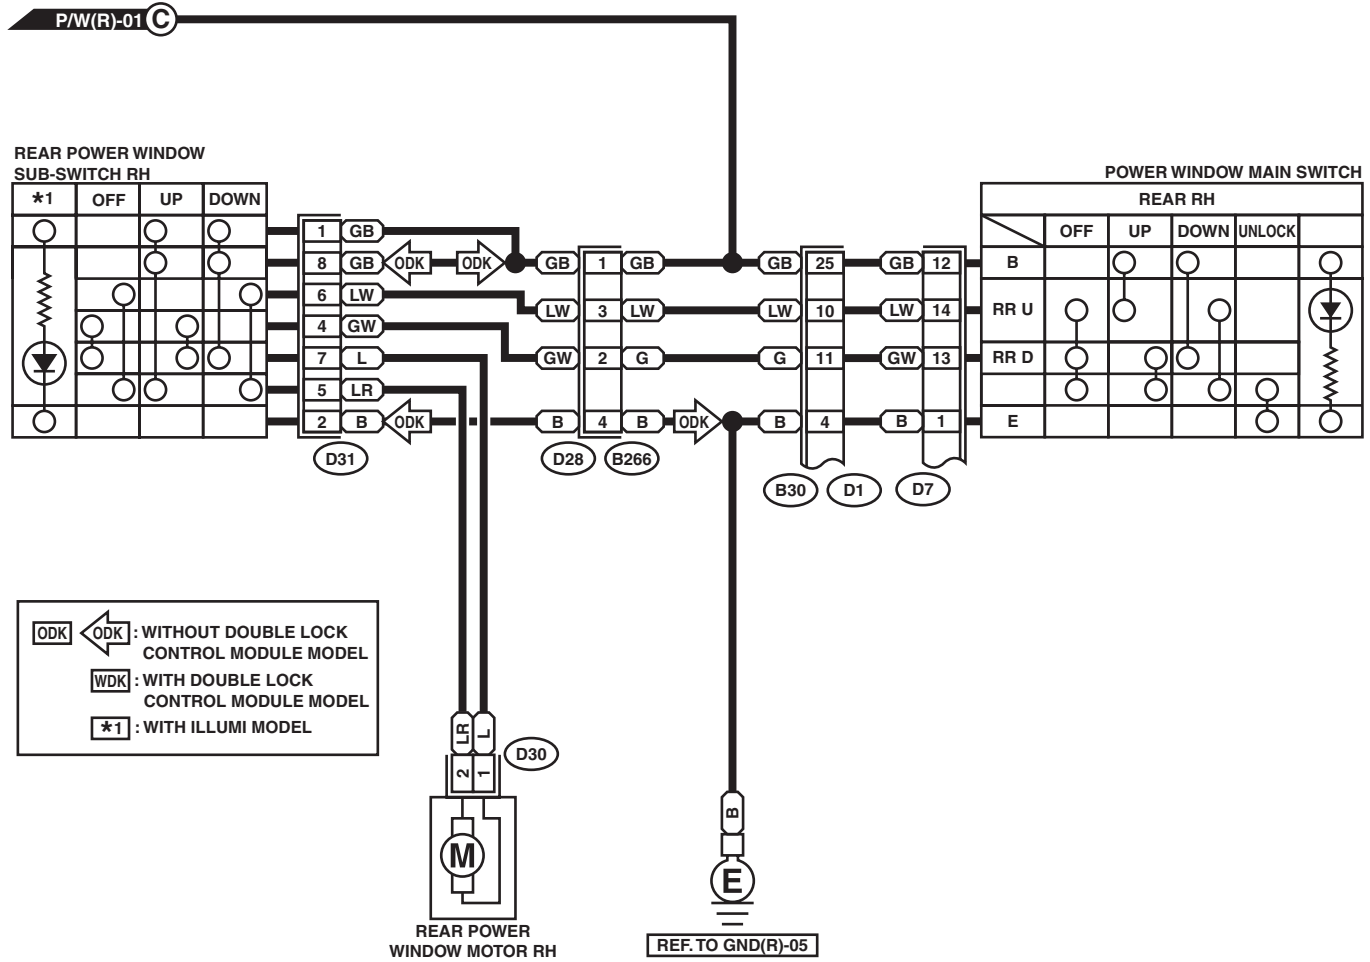 P/W(R)-01 C
REAR POWER WINDOW
SUB-SWITCH RH
*1 OFF UP DOWN
1 GB
8 GB ODK ODK
6 LW
4 GW
7 L
5 LR
2 B ODK
D31
GB 1 GB
LW 3 LW
GW 2 G
B 4 B ODK
D28 B266
GB 25 GB 12
LW 10 LW 14
G 11 GW 13
B 4 B 1
B30 D1 D7
POWER WINDOW MAIN SWITCH
REAR RH
OFF UP DOWN UNLOCK
B
RR U
RR D
E
ODK ODK : WITHOUT DOUBLE LOCK
CONTROL MODULE MODEL
WDK : WITH DOUBLE LOCK
CONTROL MODULE MODEL
*1 : WITH ILLUMI MODEL
LR L
2 1
D30
M
REAR POWER
WINDOW MOTOR RH
B
E
REF. TO GND(R)-05